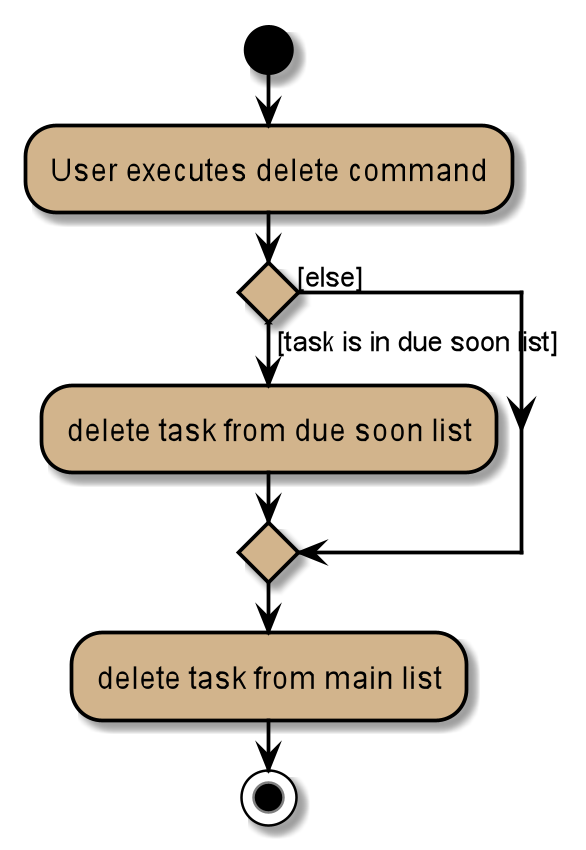 User executes delete command
[else]
[task is in due soon list]
delete task from due soon list
delete task from main list